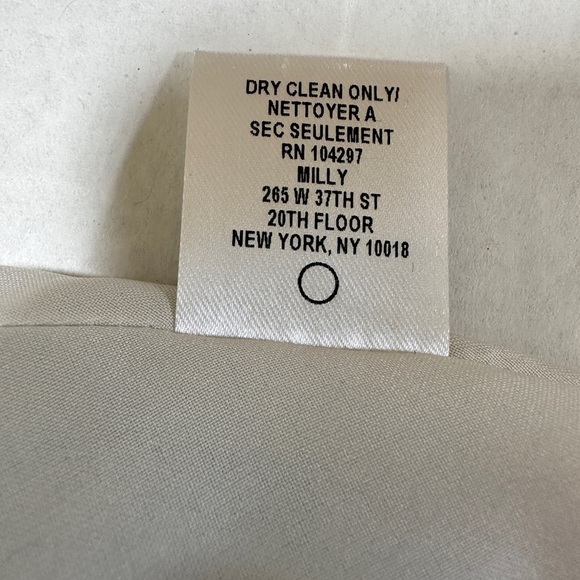 DRY CLEAN ONLY/
NETTOYER A
SEC SEULEMENT
RN 104297
MILLY
265 W 37TH ST
20TH FLOOR
NEW YORK, NY 10018